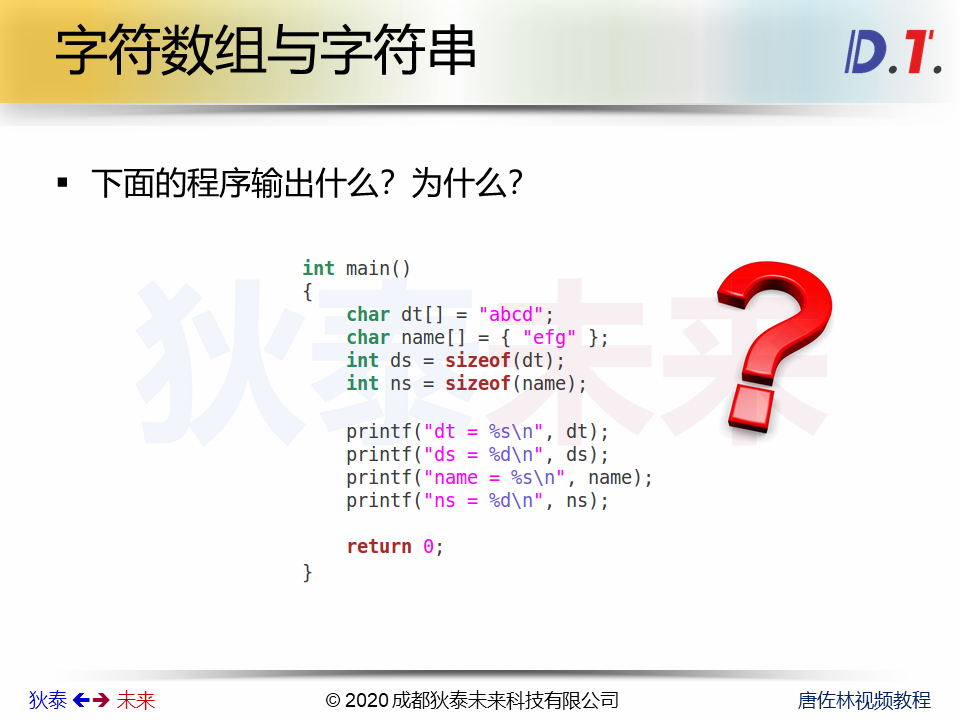 字符数组与字符串
D.T.
▪ 下面的程序输出什么？为什么？
狄泰未来
int main()
{
    char dt[] = "abcd";
    char name[] = { "efg" };
    int ds = sizeof(dt);
    int ns = sizeof(name);

    printf("dt = %s\n", dt);
    printf("ds = %d\n", ds);
    printf("name = %s\n", name);
    printf("ns = %d\n", ns);

    return 0;
}
?
狄泰 未来
© 2020 成都狄泰未来科技有限公司
唐佐林视频教程